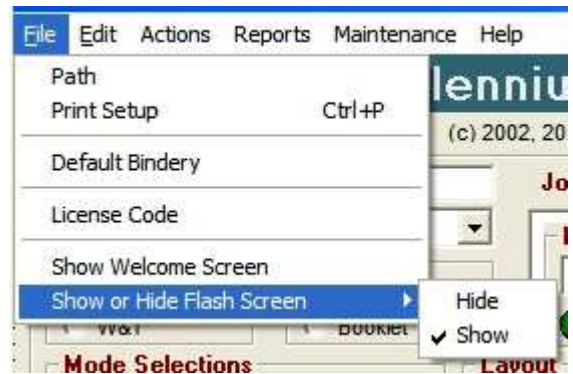 File Edit Actions Reports Maintenance Help
Path
Print Setup Ctrl+P
Default Bindery
License Code
Show Welcome Screen
Show or Hide Flash Screen
Hide
Show
lenniu
(c) 2002, 20
Jo
W&T
Booklet
Mode Selections
Layout